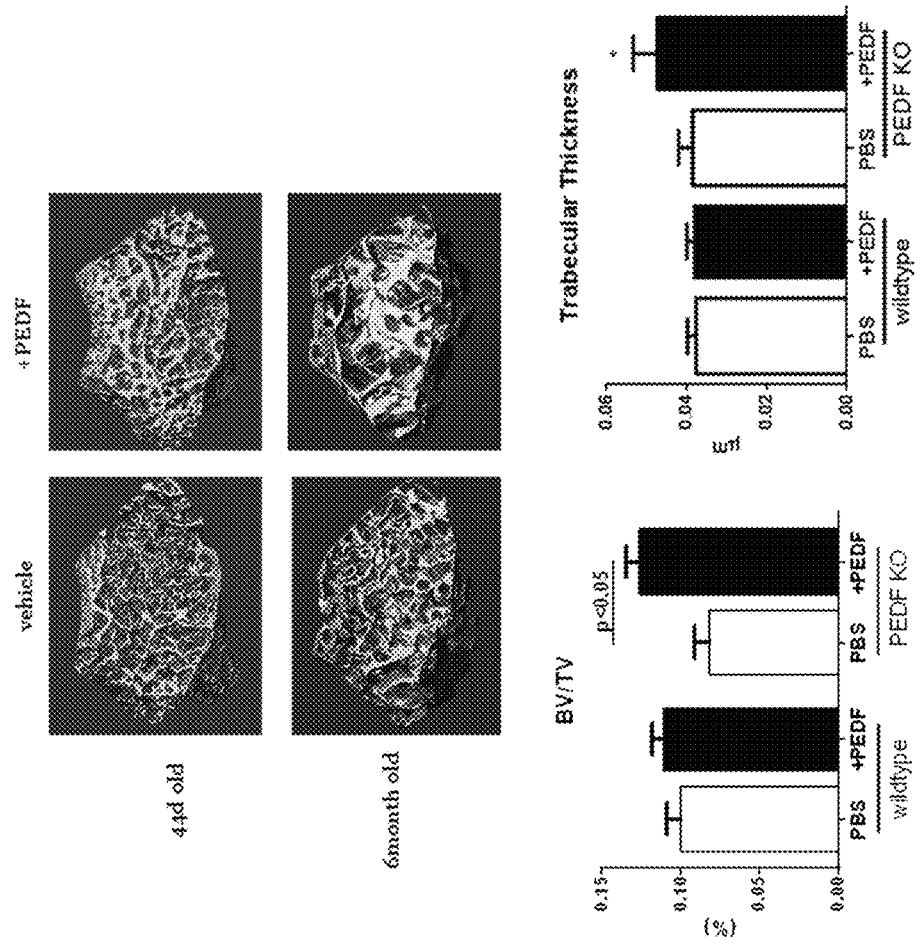 vehicle
+PEDF
44d old
6month old
BV/TV
p<0.05
(%)
0.15
0.10
0.05
0.00
PBS
+PEDF
PBS
+PEDF
wildtype
PEDF KO
Trabecular Thickness
*
0.06
0.04
0.02
0.00
PBS
+PEDF
PBS
+PEDF
wildtype
PEDF KO